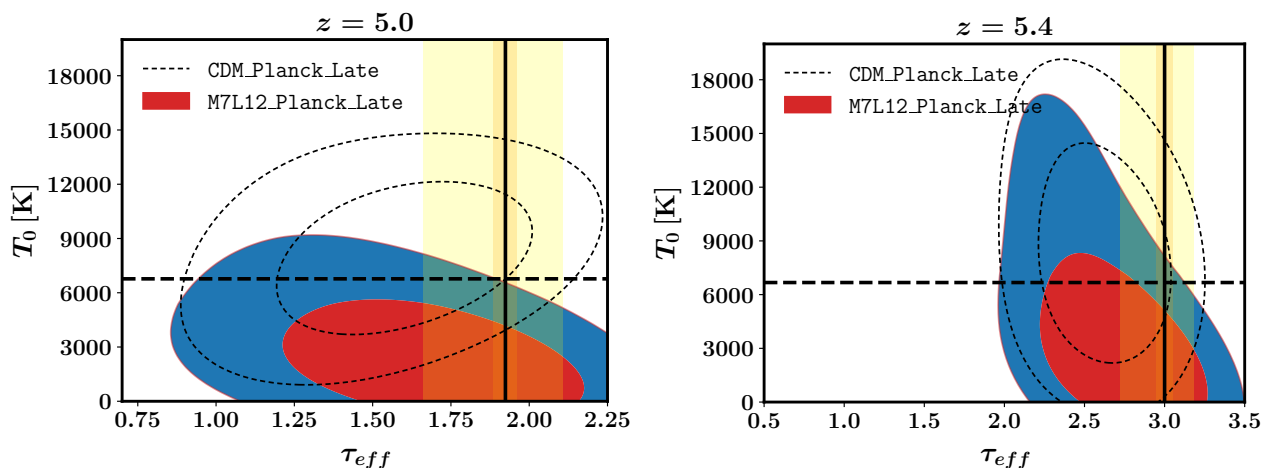 z = 5.0
CDM_Planck_Late
M7L12_Planck_Late
T₀ [K]
18000
15000
12000
9000
6000
3000
0
0.75 1.00 1.25 1.50 1.75 2.00 2.25
τ_eff
z = 5.4
CDM_Planck_Late
M7L12_Planck_Late
T₀ [K]
18000
15000
12000
9000
6000
3000
0
0.5 1.0 1.5 2.0 2.5 3.0 3.5
τ_eff